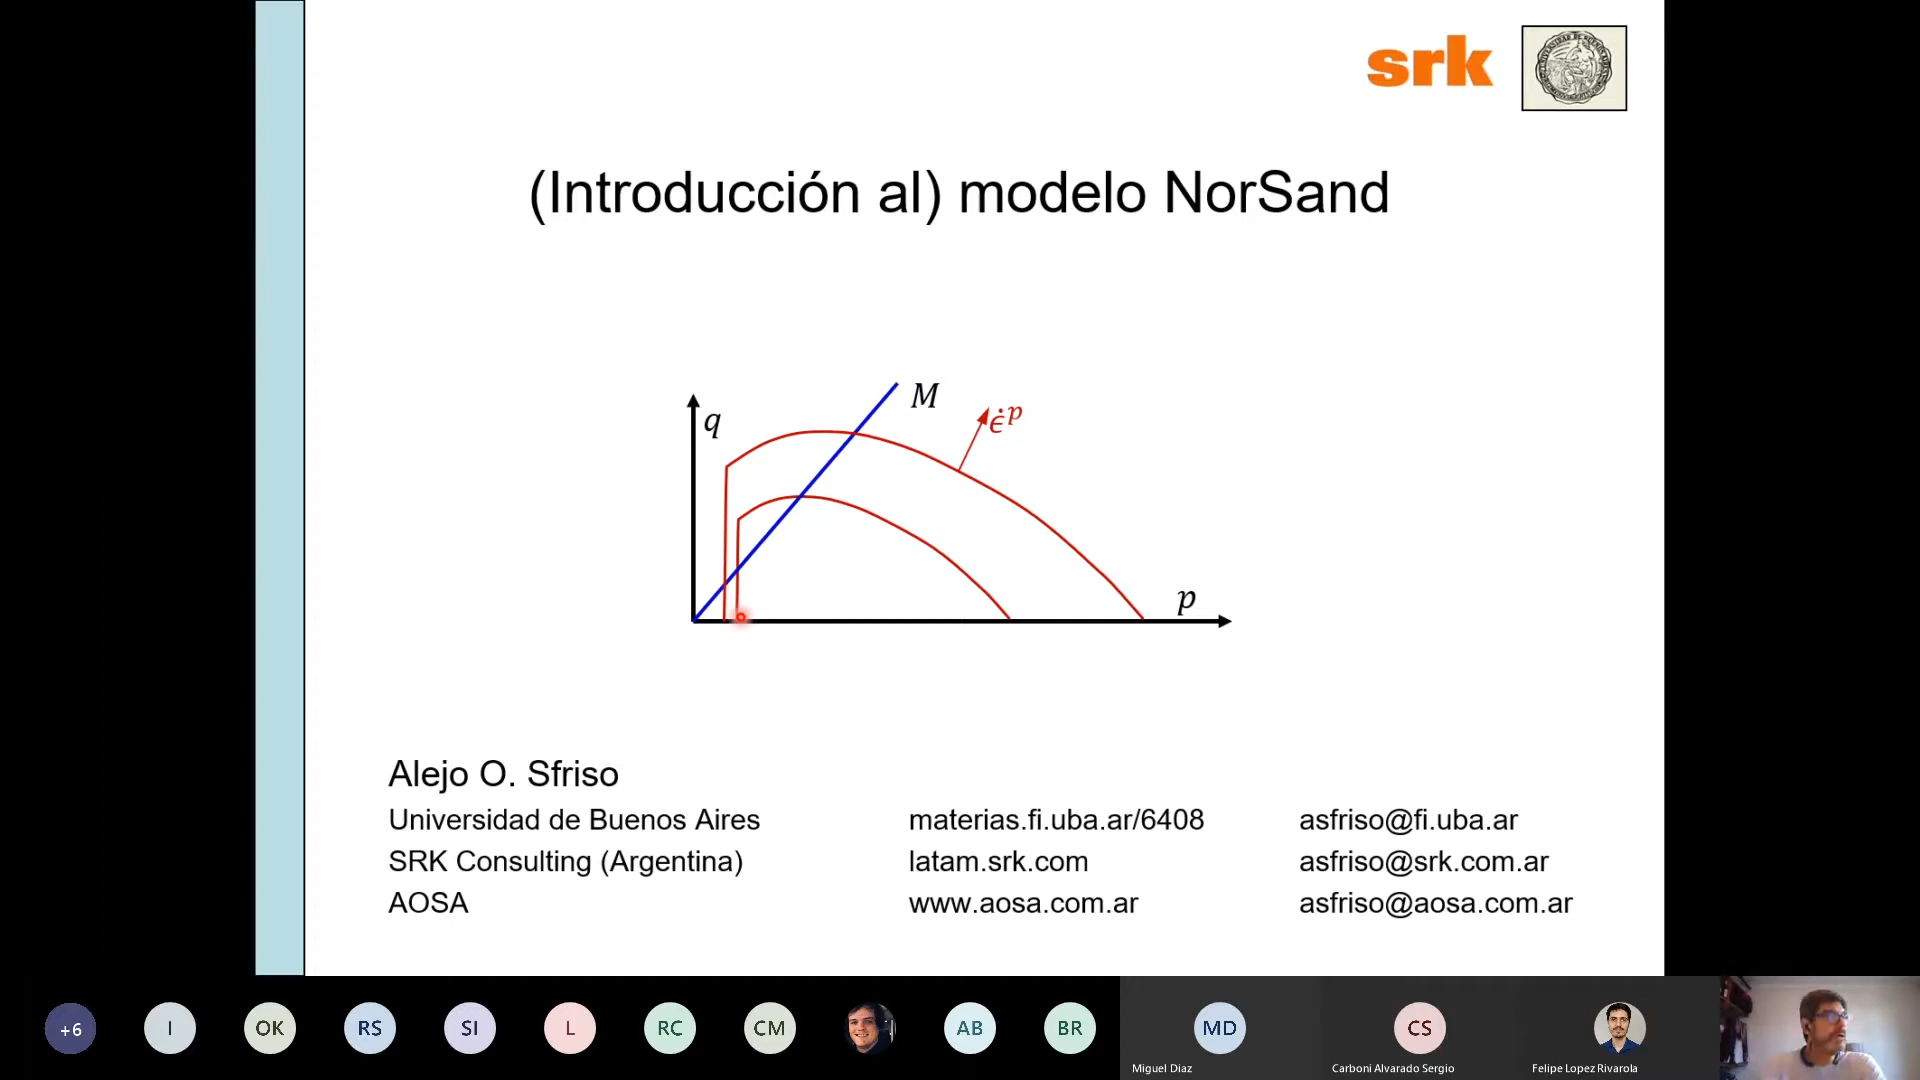 srk
(Introducción al) modelo NorSand
q
M
ϵ̇ᵖ
p
Alejo O. Sfriso
Universidad de Buenos Aires materias.fi.uba.ar/6408 asfriso@fi.uba.ar
SRK Consulting (Argentina) latam.srk.com asfriso@srk.com.ar
AOSA www.aosa.com.ar asfriso@aosa.com.ar
+6 I OK RS SI L RC CM AB BR MD CS
Miguel Diaz Carboni Alvarado Sergio Felipe Lopez Rivarola